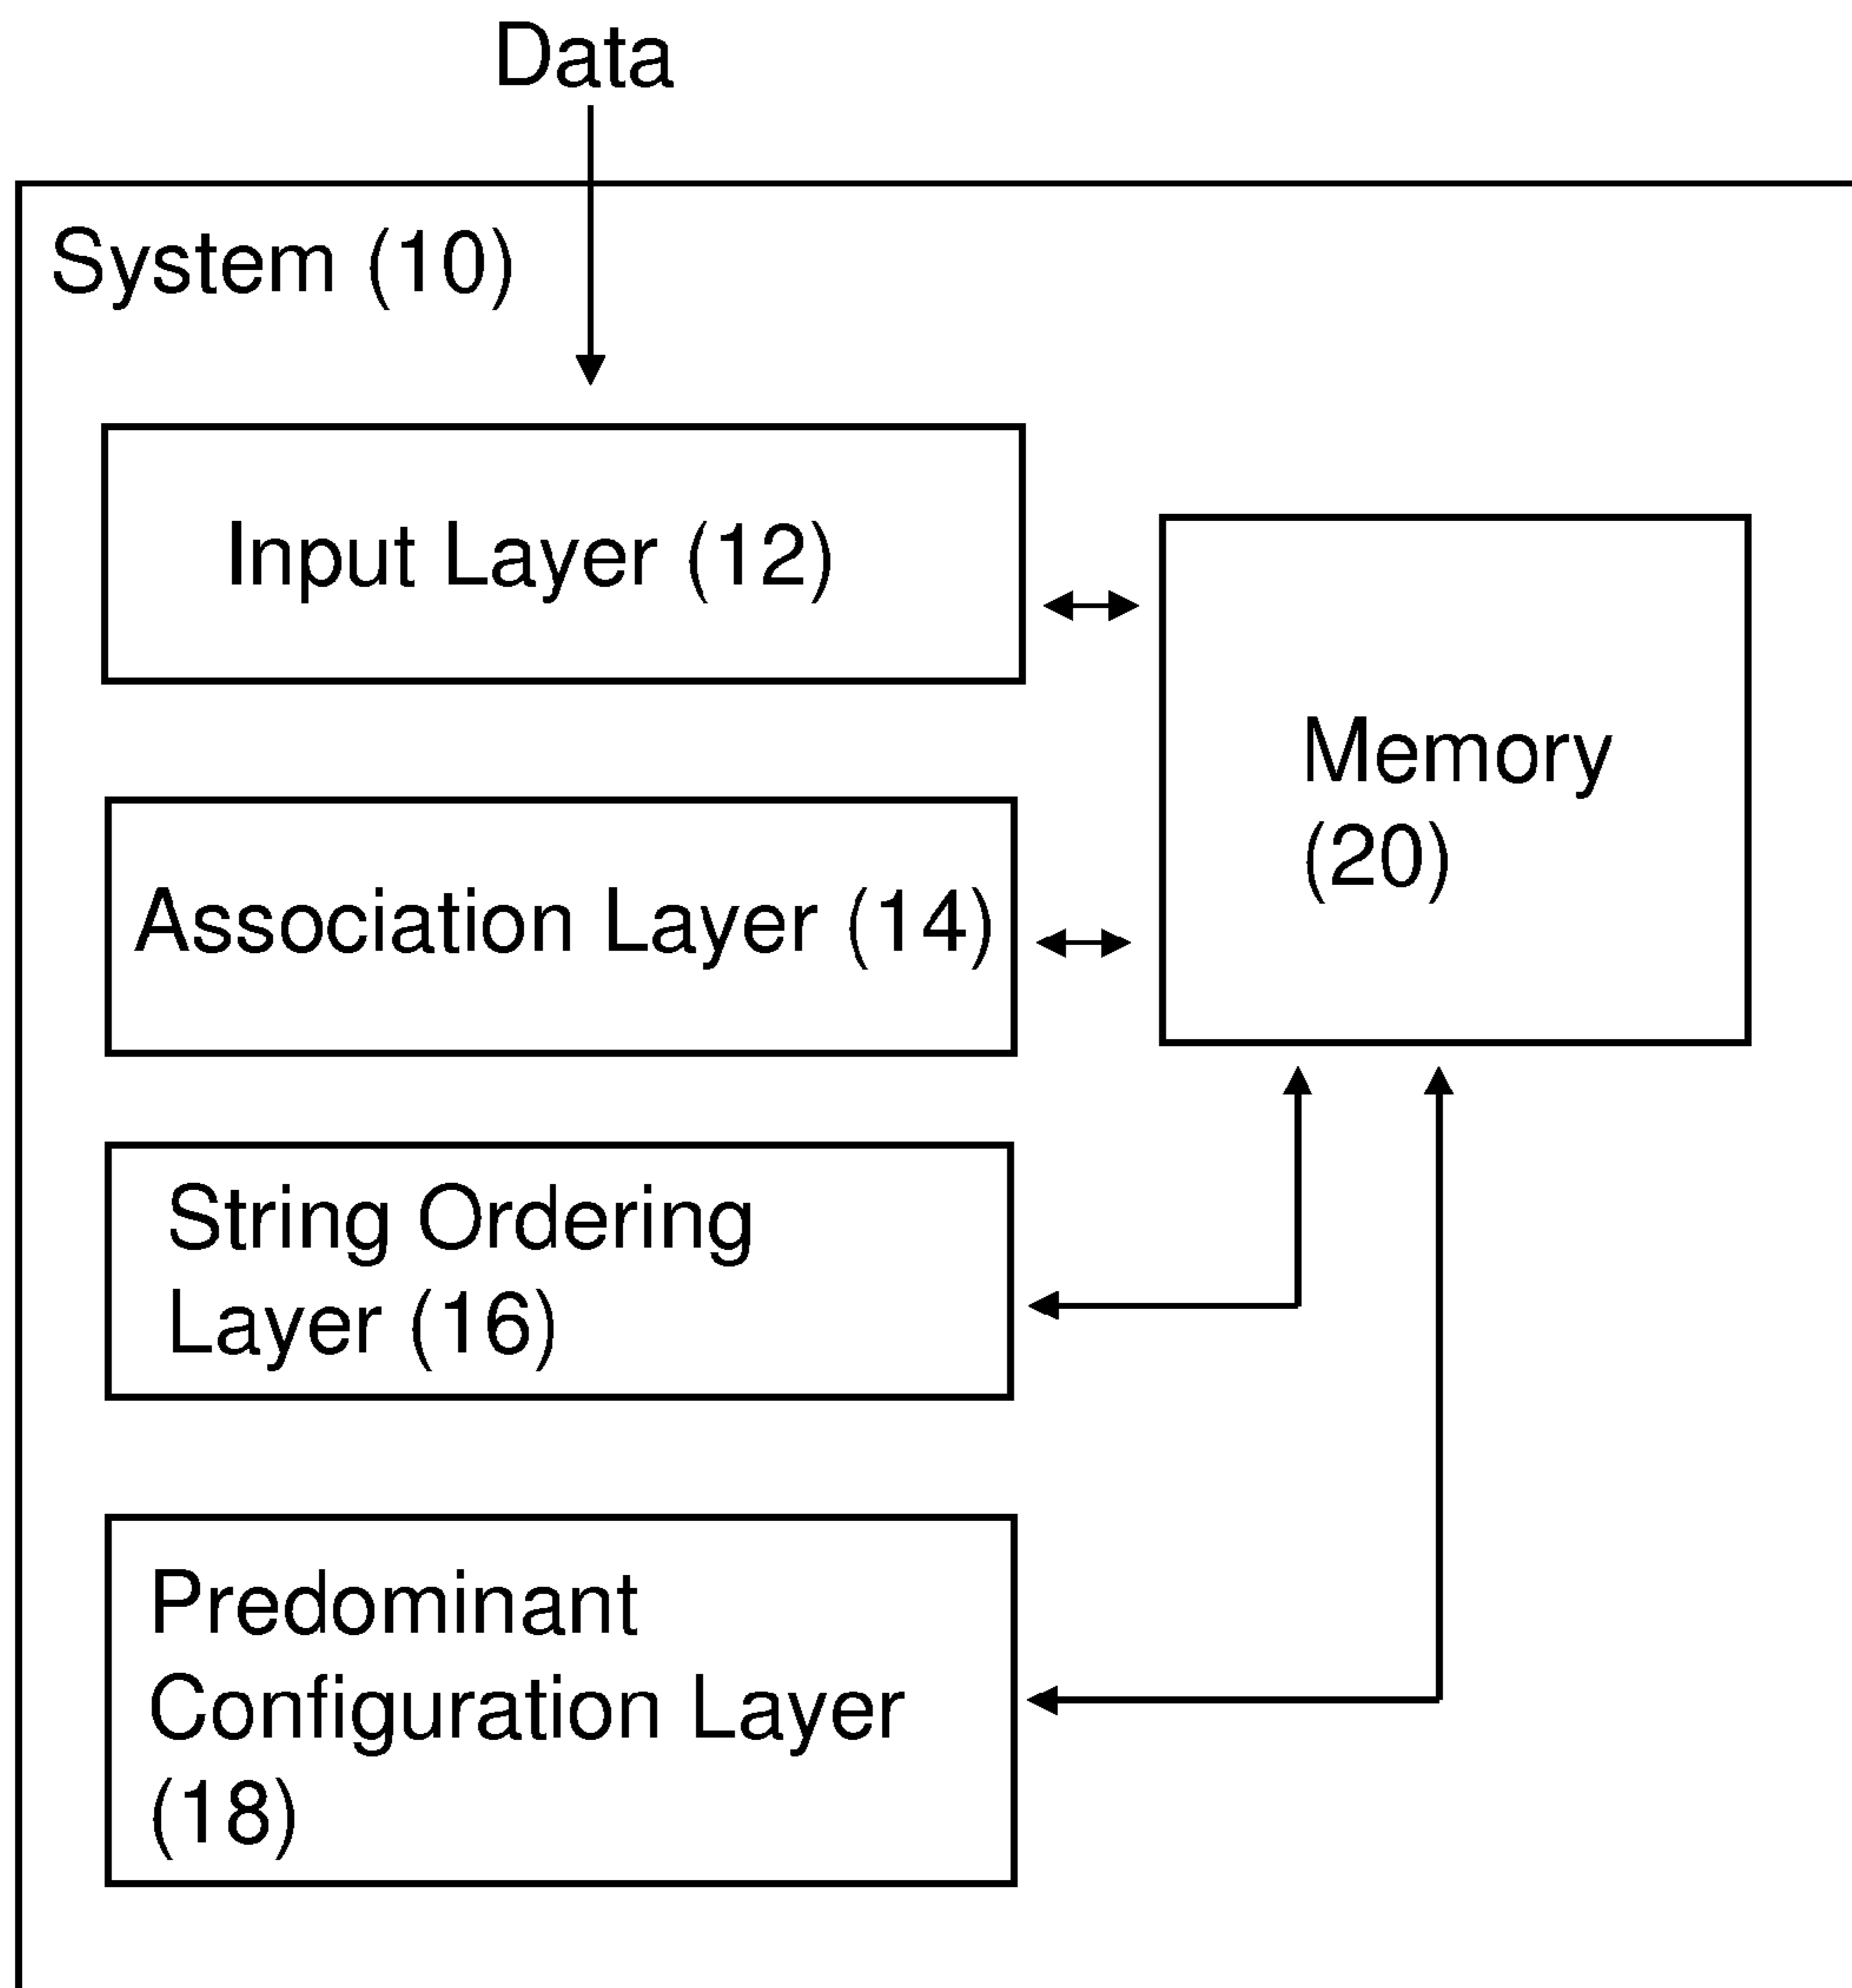 Data
System (10)
Input Layer (12)
Memory
(20)
Association Layer (14)
String Ordering
Layer (16)
Predominant
Configuration Layer
(18)